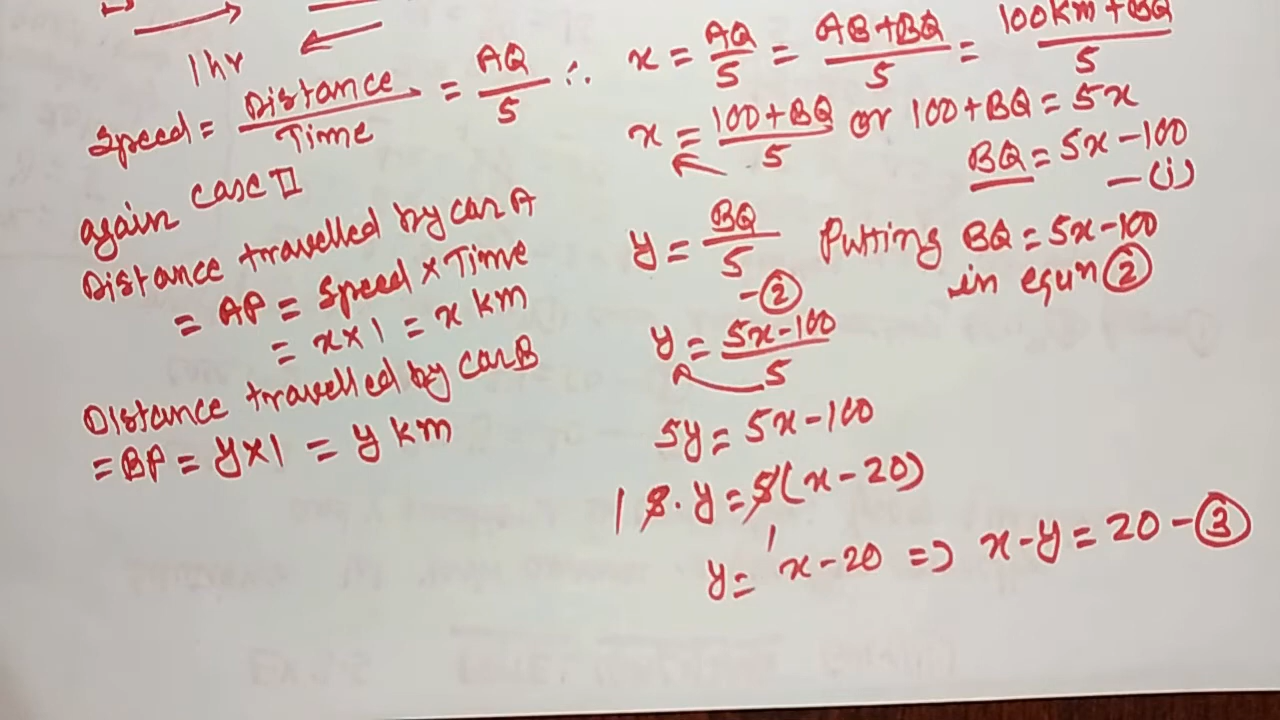 1hr
Speed = Distance/Time = AQ/5 ∴
again case II
Distance travelled by car A
= AP = Speed × Time
= x × 1 = x km
Distance travelled by car B
= BP = y × 1 = y km
x = AQ/5 = AB+BQ/5 = 100km+BQ/5
x = 100+BQ/5 or 100+BQ = 5x
BQ = 5x-100
-(i)
y = BQ/5 Putting BQ = 5x-100
-② in equn ②
y = 5x-100/5
5y = 5x-100
1 5. y = 5(x-20)
1
y = x-20 => x-y = 20 -③